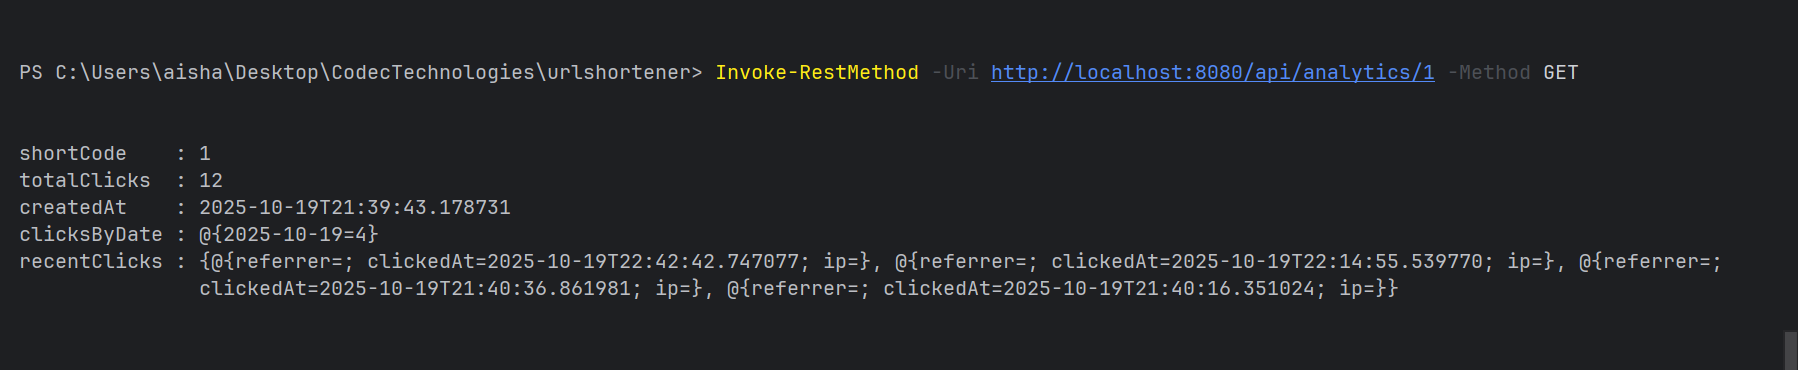 PS C:\Users\aisha\Desktop\CodecTechnologies\urlshortener> Invoke-RestMethod -Uri http://localhost:8080/api/analytics/1 -Method GET
shortCode    : 1
totalClicks  : 12
createdAt    : 2025-10-19T21:39:43.178731
clicksByDate : @{2025-10-19=4}
recentClicks : {@{referrer=; clickedAt=2025-10-19T22:42:42.747077; ip=}, @{referrer=; clickedAt=2025-10-19T22:14:55.539770; ip=}, @{referrer=;
               clickedAt=2025-10-19T21:40:36.861981; ip=}, @{referrer=; clickedAt=2025-10-19T21:40:16.351024; ip=}}